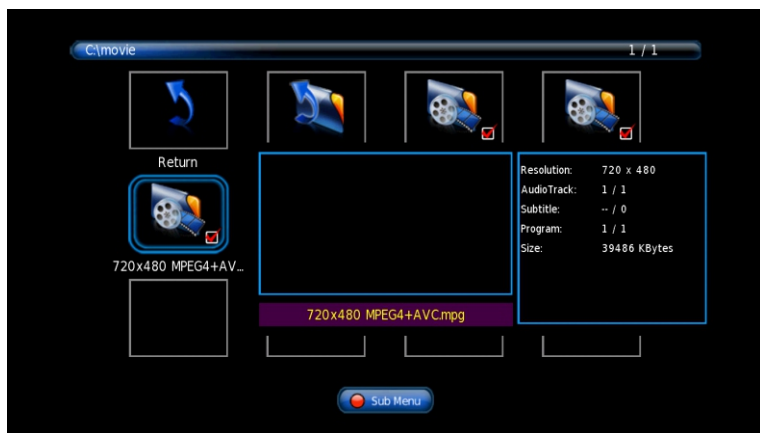 C:\movie 1 / 1
Return
Resolution: 720 x 480
AudioTrack: 1 / 1
Subtitle: -- / 0
Program: 1 / 1
Size: 39486 KBytes
720x480 MPEG4+AV...
720x480 MPEG4+AVC.mpg
Sub Menu